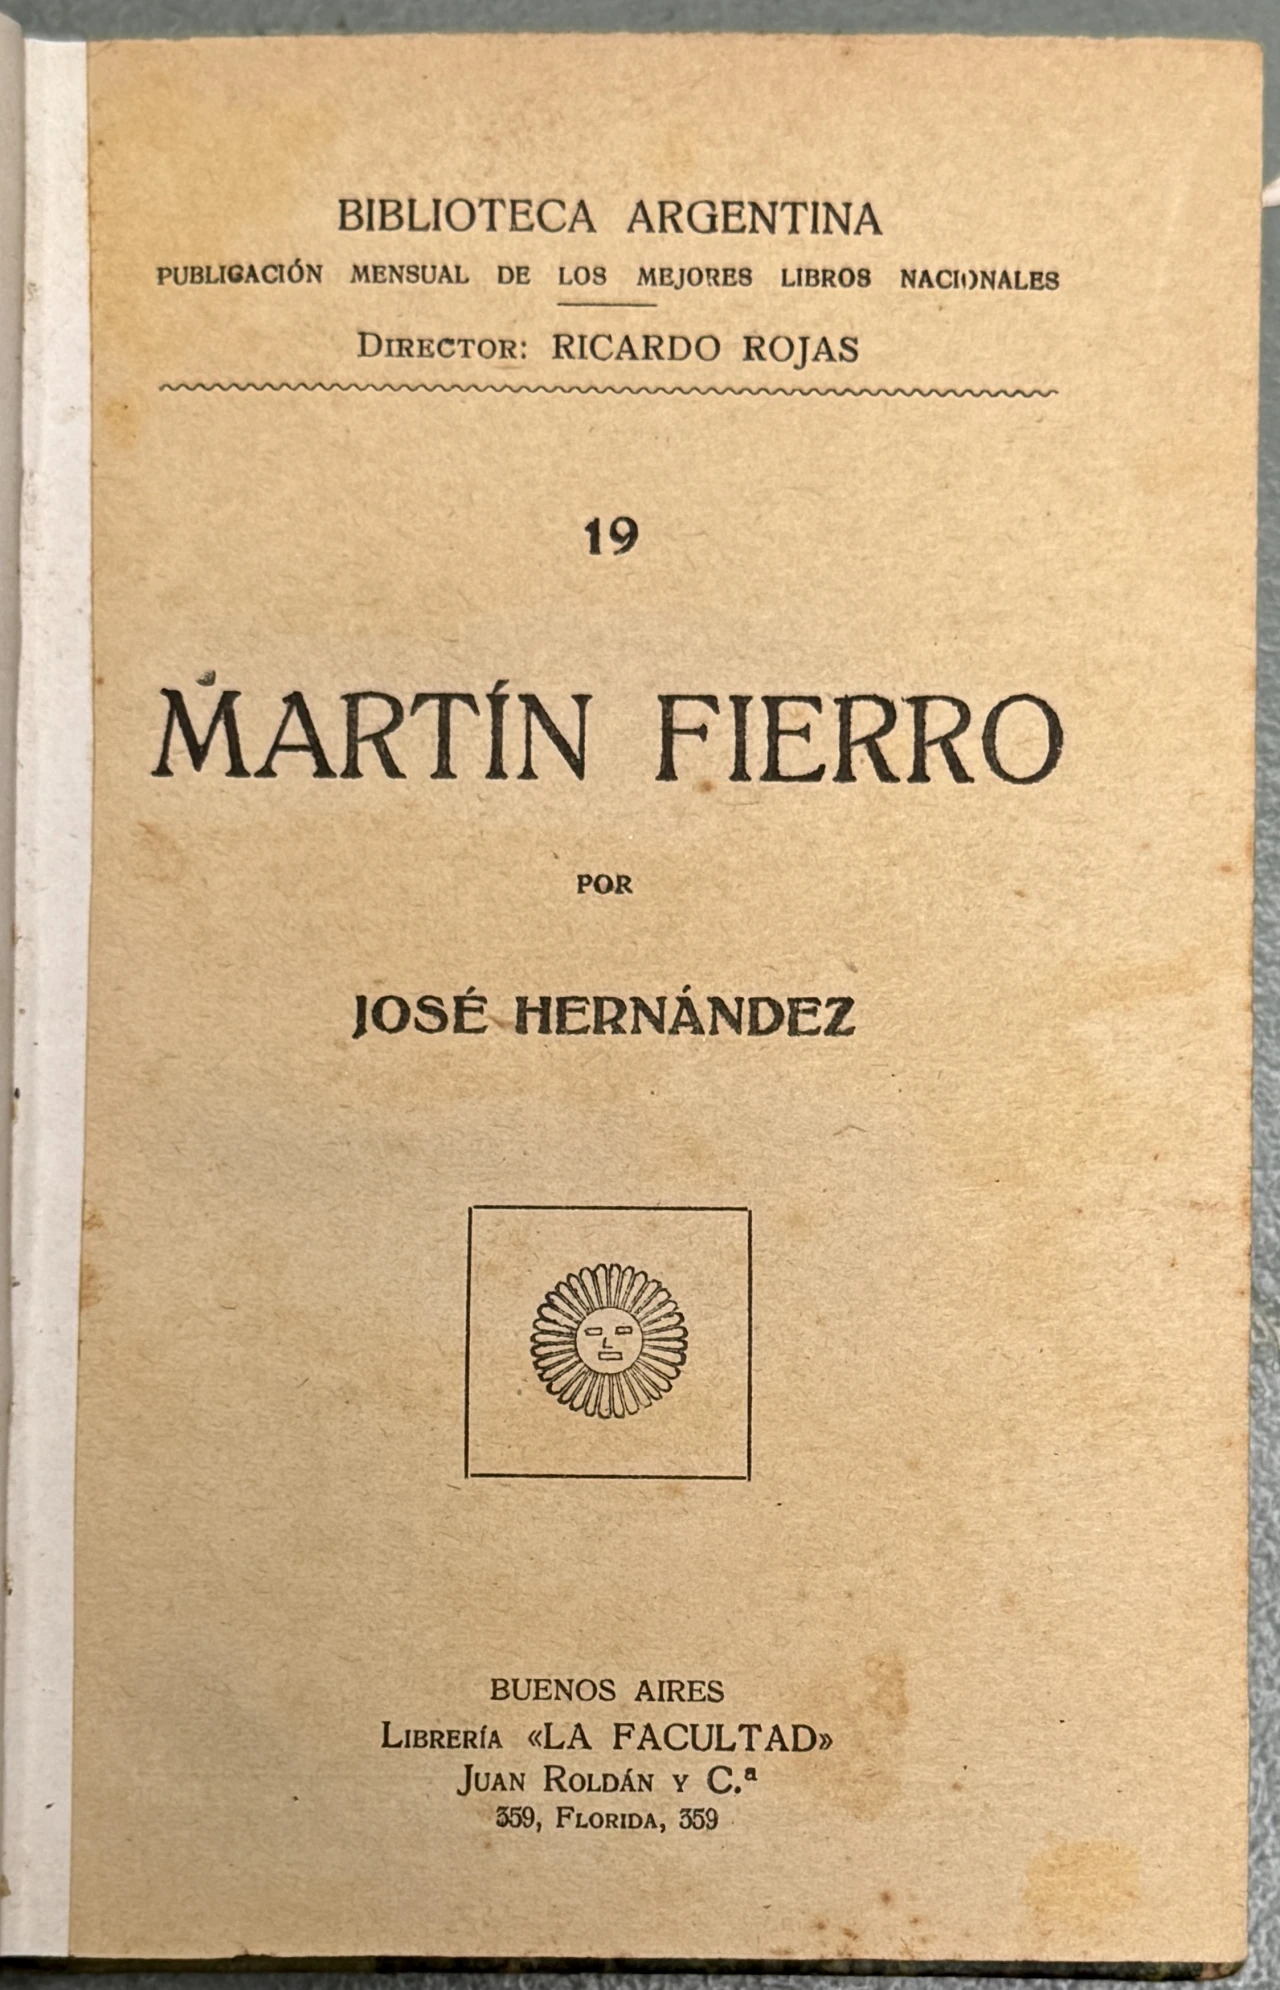 BIBLIOTECA ARGENTINA
PUBLICACIÓN MENSUAL DE LOS MEJORES LIBROS NACIONALES
DIRECTOR: RICARDO ROJAS
19
MARTÍN FIERRO
POR
JOSÉ HERNÁNDEZ
BUENOS AIRES
LIBRERÍA «LA FACULTAD»
JUAN ROLDÁN Y C.ª
359, FLORIDA, 359